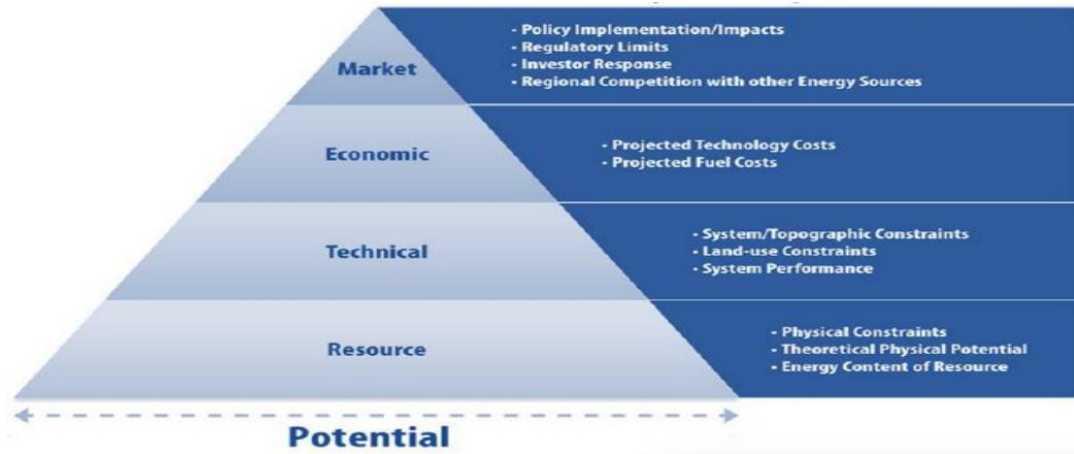 Market
- Policy Implementation/Impacts
- Regulatory Limits
- Investor Response
- Regional Competition with other Energy Sources
Economic
- Projected Technology Costs
- Projected Fuel Costs
Technical
- System/Topographic Constraints
- Land-use Constraints
- System Performance
Resource
- Physical Constraints
- Theoretical Physical Potential
- Energy Content of Resource
Potential